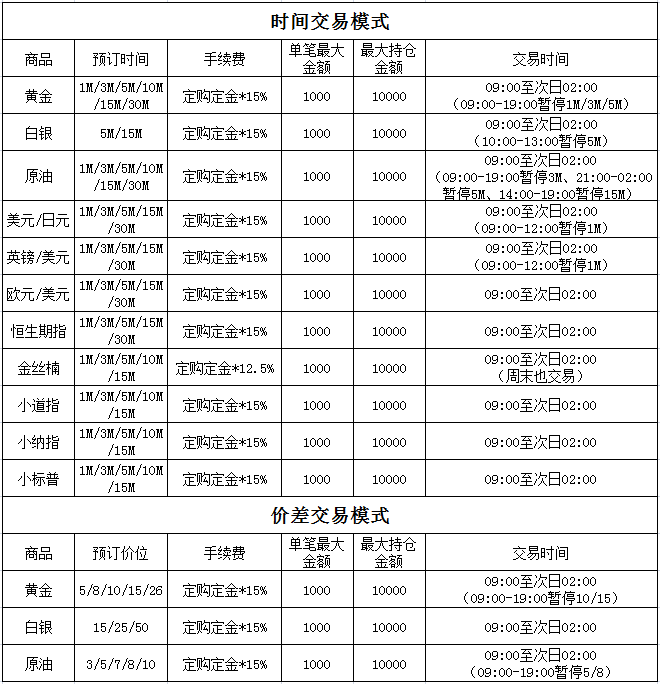 时间交易模式
商品 预订时间 手续费 单笔最大金额 最大持仓金额 交易时间
黄金 1M/3M/5M/10M/15M/30M 定购定金*15% 1000 10000 09:00至次日02:00（09:00-19:00暂停1M/3M/5M）
白银 5M/15M 定购定金*15% 1000 10000 09:00至次日02:00（10:00-13:00暂停5M）
原油 1M/3M/5M/10M/15M/30M 定购定金*15% 1000 10000 09:00至次日02:00（09:00-19:00暂停3M、21:00-02:00暂停5M、14:00-19:00暂停15M）
美元/日元 1M/3M/5M/15M/30M 定购定金*15% 1000 10000 09:00至次日02:00（09:00-12:00暂停1M）
英镑/美元 1M/3M/5M/15M/30M 定购定金*15% 1000 10000 09:00至次日02:00（09:00-12:00暂停1M）
欧元/美元 1M/3M/5M/15M/30M 定购定金*15% 1000 10000 09:00至次日02:00
恒生期指 1M/3M/5M/15M/30M 定购定金*15% 1000 10000 09:00至次日02:00
金丝楠 1M/3M/5M/10M/15M 定购定金*12.5% 1000 10000 09:00至次日02:00（周末也交易）
小道指 1M/3M/5M/10M/15M 定购定金*15% 1000 10000 09:00至次日02:00
小纳指 1M/3M/5M/10M/15M 定购定金*15% 1000 10000 09:00至次日02:00
小标普 1M/3M/5M/10M/15M 定购定金*15% 1000 10000 09:00至次日02:00
价差交易模式
商品 预订价位 手续费 单笔最大金额 最大持仓金额 交易时间
黄金 5/8/10/15/26 定购定金*15% 1000 10000 09:00至次日02:00（09:00-19:00暂停10/15）
白银 15/25/50 定购定金*15% 1000 10000 09:00至次日02:00
原油 3/5/7/8/10 定购定金*15% 1000 10000 09:00至次日02:00（09:00-19:00暂停5/8）